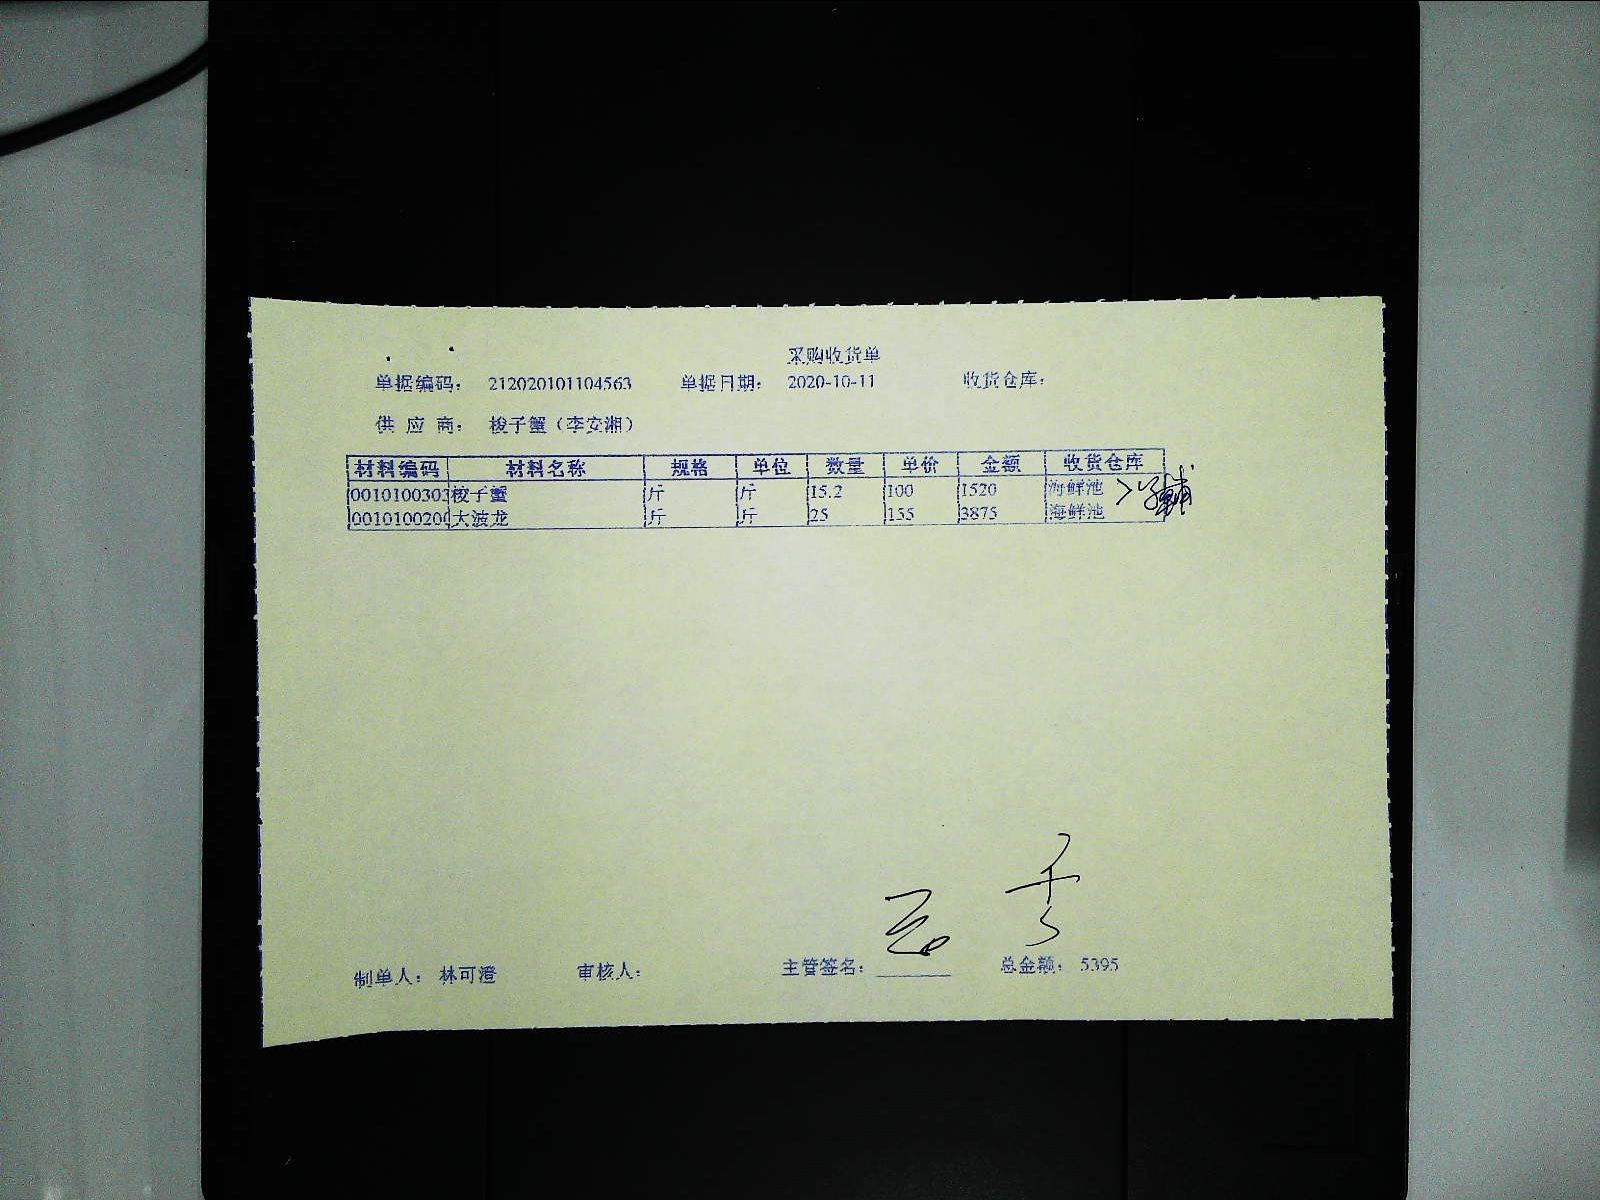 采购收货单
单据编码： 212020101104563 单据日期： 2020-10-11 收货仓库：
供 应 商： 梭子蟹（李安湘）
材料编码 材料名称 规格 单位 数量 单价 金额 收货仓库
0010100303 梭子蟹 斤 斤 15.2 100 1520 海鲜池
001010020 大波龙 斤 斤 25 155 3875 海鲜池
制单人： 林可澄 审核人： 主管签名： 总金额： 5395